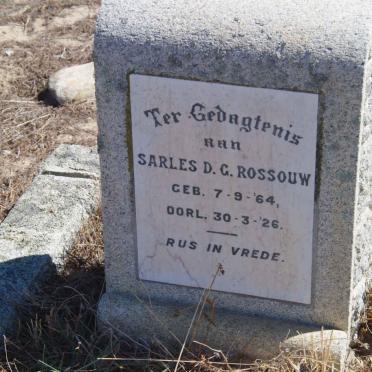 Ter Gedagtenis
aan
SARLES D. G. ROSSOUW
GEB. 7-9-'64,
OORL. 30-3-'26.
RUS IN VREDE.